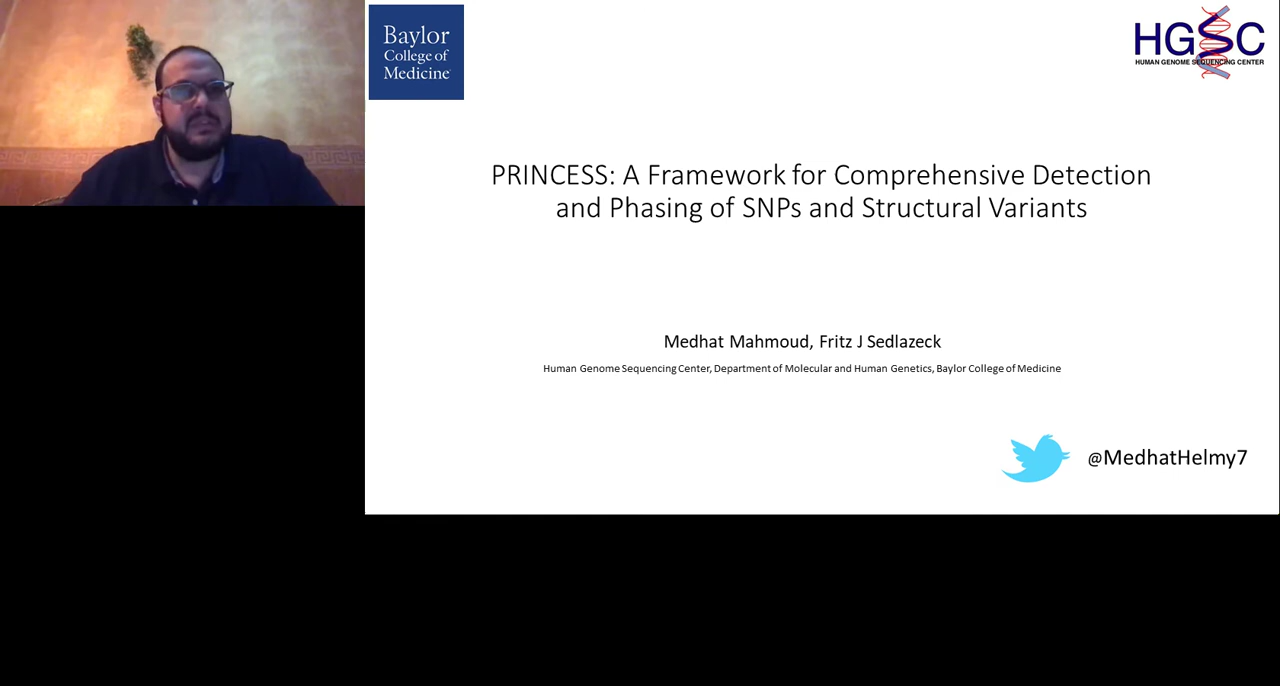 Baylor
College of
Medicine
HGSC
HUMAN GENOME SEQUENCING CENTER
PRINCESS: A Framework for Comprehensive Detection
and Phasing of SNPs and Structural Variants
Medhat Mahmoud, Fritz J Sedlazeck
Human Genome Sequencing Center, Department of Molecular and Human Genetics, Baylor College of Medicine
@MedhatHelmy7